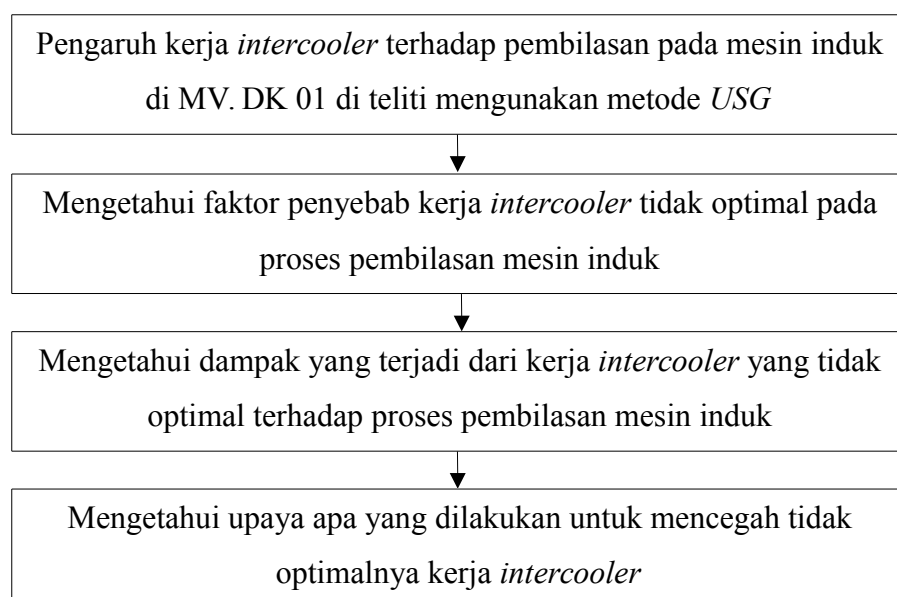 Pengaruh kerja intercooler terhadap pembilasan pada mesin induk
di MV. DK 01 di teliti mengunakan metode USG
Mengetahui faktor penyebab kerja intercooler tidak optimal pada
proses pembilasan mesin induk
Mengetahui dampak yang terjadi dari kerja intercooler yang tidak
optimal terhadap proses pembilasan mesin induk
Mengetahui upaya apa yang dilakukan untuk mencegah tidak
optimalnya kerja intercooler